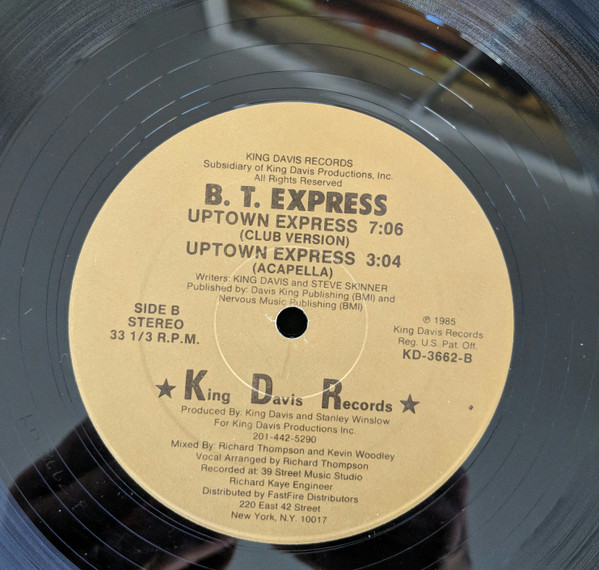 KING DAVIS RECORDS
Subsidiary of King Davis Productions, Inc.
All Rights Reserved
B. T. EXPRESS
UPTOWN EXPRESS 7:06
(CLUB VERSION)
UPTOWN EXPRESS 3:04
(ACAPELLA)
Writers: KING DAVIS and STEVE SKINNER
Published by: Davis King Publishing (BMI) and
Nervous Music Publishing (BMI)
SIDE B
STEREO
33 1/3 R.P.M.
℗ 1985
King Davis Records
Reg. U.S. Pat. Off.
KD-3662-B
★ King Davis Records ★
Produced By: King Davis and Stanley Winslow
For King Davis Productions Inc.
201-442-5290
Mixed By: Richard Thompson and Kevin Woodley
Vocal Arranged by Richard Thompson
Recorded at: 39 Street Music Studio
Richard Kaye Engineer
Distributed by FastFire Distributors
220 East 42 Street
New York, N.Y. 10017